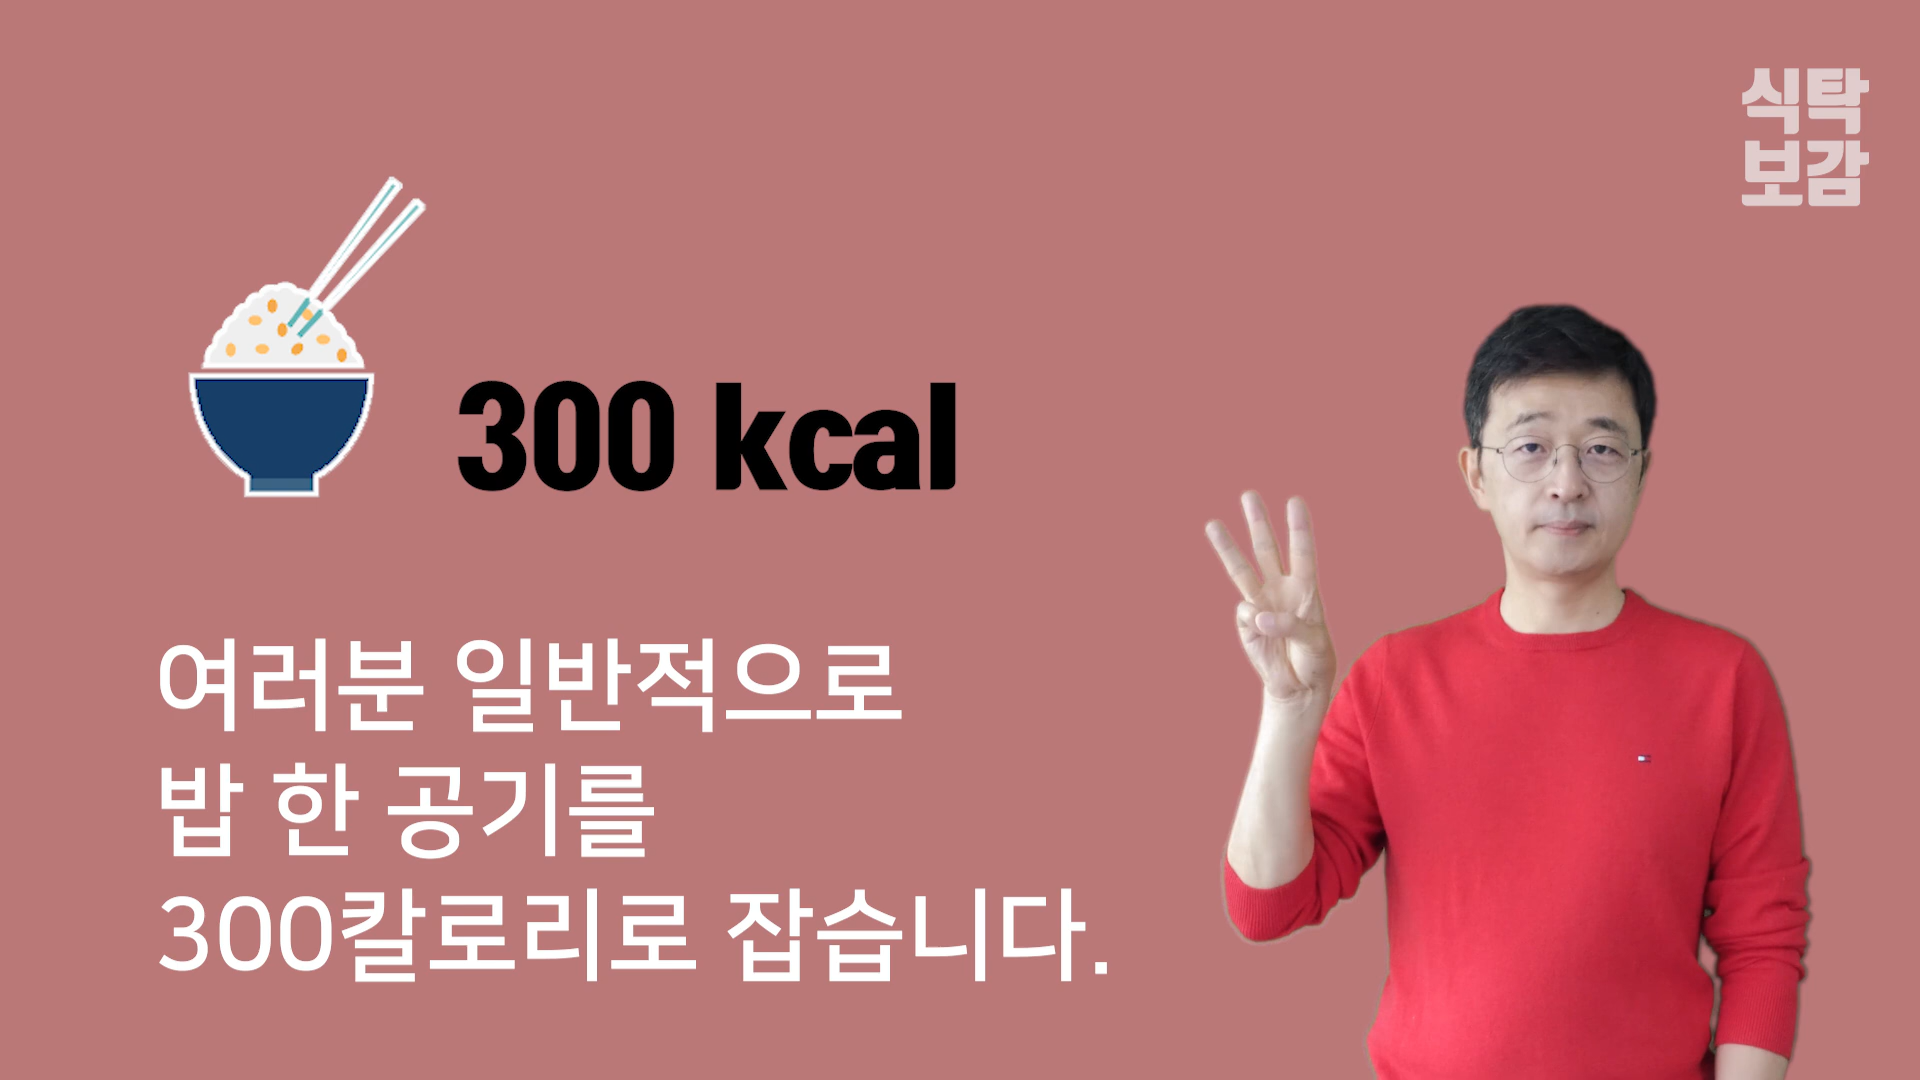 식탁
보감
300 kcal
여러분 일반적으로
밥 한 공기를
300칼로리로 잡습니다.